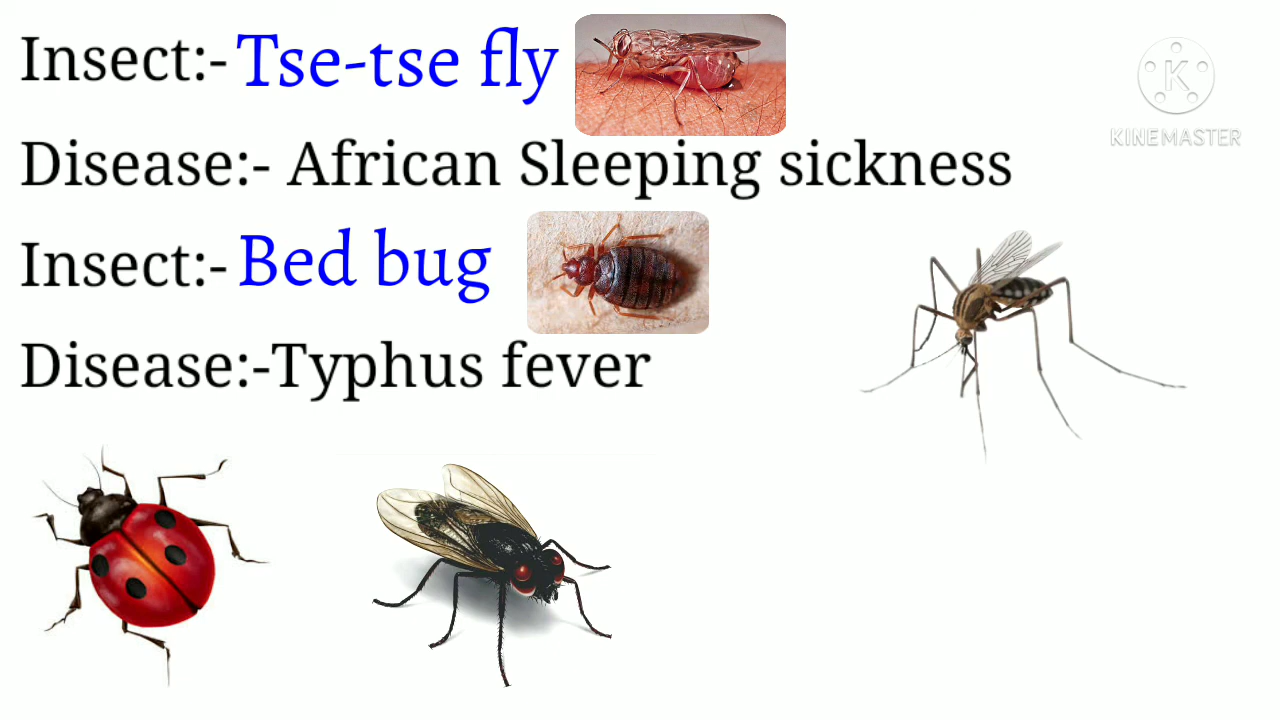 Insect:- Tse-tse fly
Disease:- African Sleeping sickness
Insect:- Bed bug
Disease:-Typhus fever
K
KINEMASTER